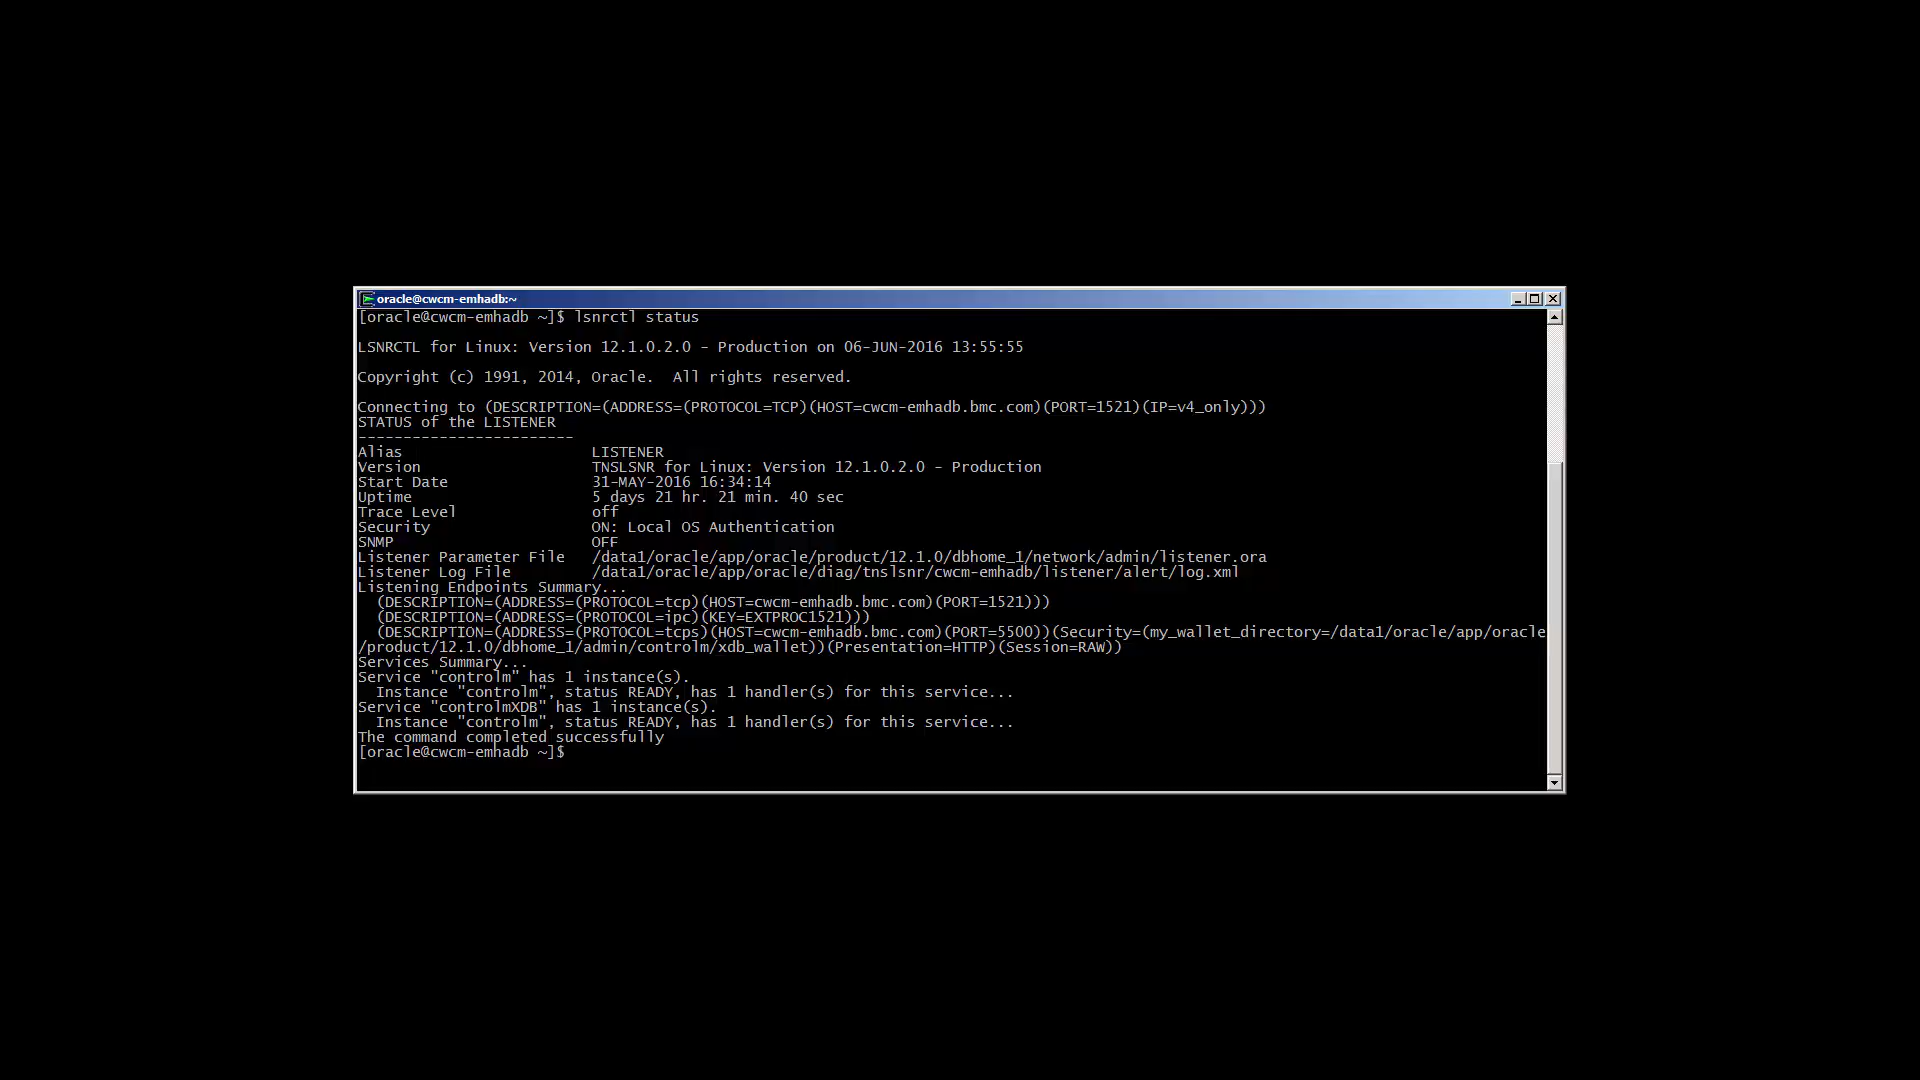 oracle@cwcm-emhadb:~
[oracle@cwcm-emhadb ~]$ lsnrctl status
LSNRCTL for Linux: Version 12.1.0.2.0 - Production on 06-JUN-2016 13:55:55
Copyright (c) 1991, 2014, Oracle.  All rights reserved.
Connecting to (DESCRIPTION=(ADDRESS=(PROTOCOL=TCP)(HOST=cwcm-emhadb.bmc.com)(PORT=1521)(IP=v4_only)))
STATUS of the LISTENER
------------------------
Alias                     LISTENER
Version                   TNSLSNR for Linux: Version 12.1.0.2.0 - Production
Start Date                31-MAY-2016 16:34:14
Uptime                    5 days 21 hr. 21 min. 40 sec
Trace Level               off
Security                  ON: Local OS Authentication
SNMP                      OFF
Listener Parameter File   /data1/oracle/app/oracle/product/12.1.0/dbhome_1/network/admin/listener.ora
Listener Log File         /data1/oracle/app/oracle/diag/tnslsnr/cwcm-emhadb/listener/alert/log.xml
Listening Endpoints Summary...
  (DESCRIPTION=(ADDRESS=(PROTOCOL=tcp)(HOST=cwcm-emhadb.bmc.com)(PORT=1521)))
  (DESCRIPTION=(ADDRESS=(PROTOCOL=ipc)(KEY=EXTPROC1521)))
  (DESCRIPTION=(ADDRESS=(PROTOCOL=tcps)(HOST=cwcm-emhadb.bmc.com)(PORT=5500))(Security=(my_wallet_directory=/data1/oracle/app/oracle
/product/12.1.0/dbhome_1/admin/controlm/xdb_wallet))(Presentation=HTTP)(Session=RAW))
Services Summary...
Service "controlm" has 1 instance(s).
  Instance "controlm", status READY, has 1 handler(s) for this service...
Service "controlmXDB" has 1 instance(s).
  Instance "controlm", status READY, has 1 handler(s) for this service...
The command completed successfully
[oracle@cwcm-emhadb ~]$